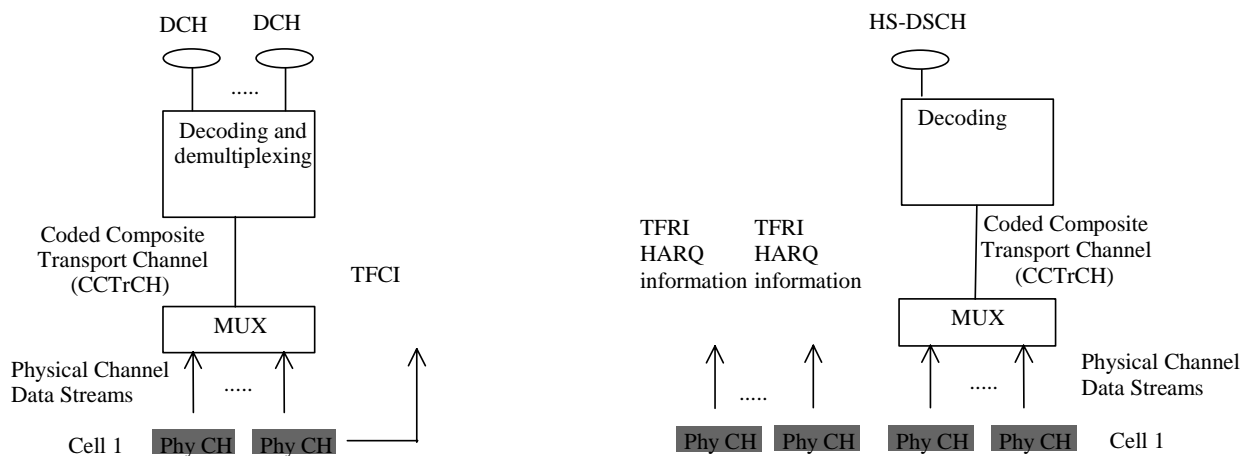 DCH
DCH
.....
Decoding and
demultiplexing
Coded Composite
Transport Channel
(CCTrCH)
TFCI
MUX
Physical Channel
Data Streams
.....
Cell 1
Phy CH
Phy CH
HS-DSCH
Decoding
TFRI
HARQ
information
TFRI
HARQ
information
Coded Composite
Transport Channel
(CCTrCH)
MUX
Physical Channel
Data Streams
.....
.....
Phy CH
Phy CH
Phy CH
Phy CH
Cell 1